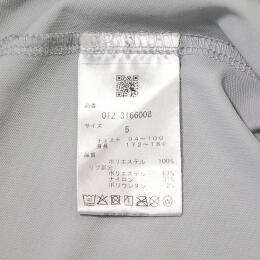 品番
012-3166008
サイズ
5
チェスト 94～100
身長 172～180
品質
ポリエステル 100%
リブ部分
ポリエステル 67%
ナイロン 31%
ポリウレタン 2%